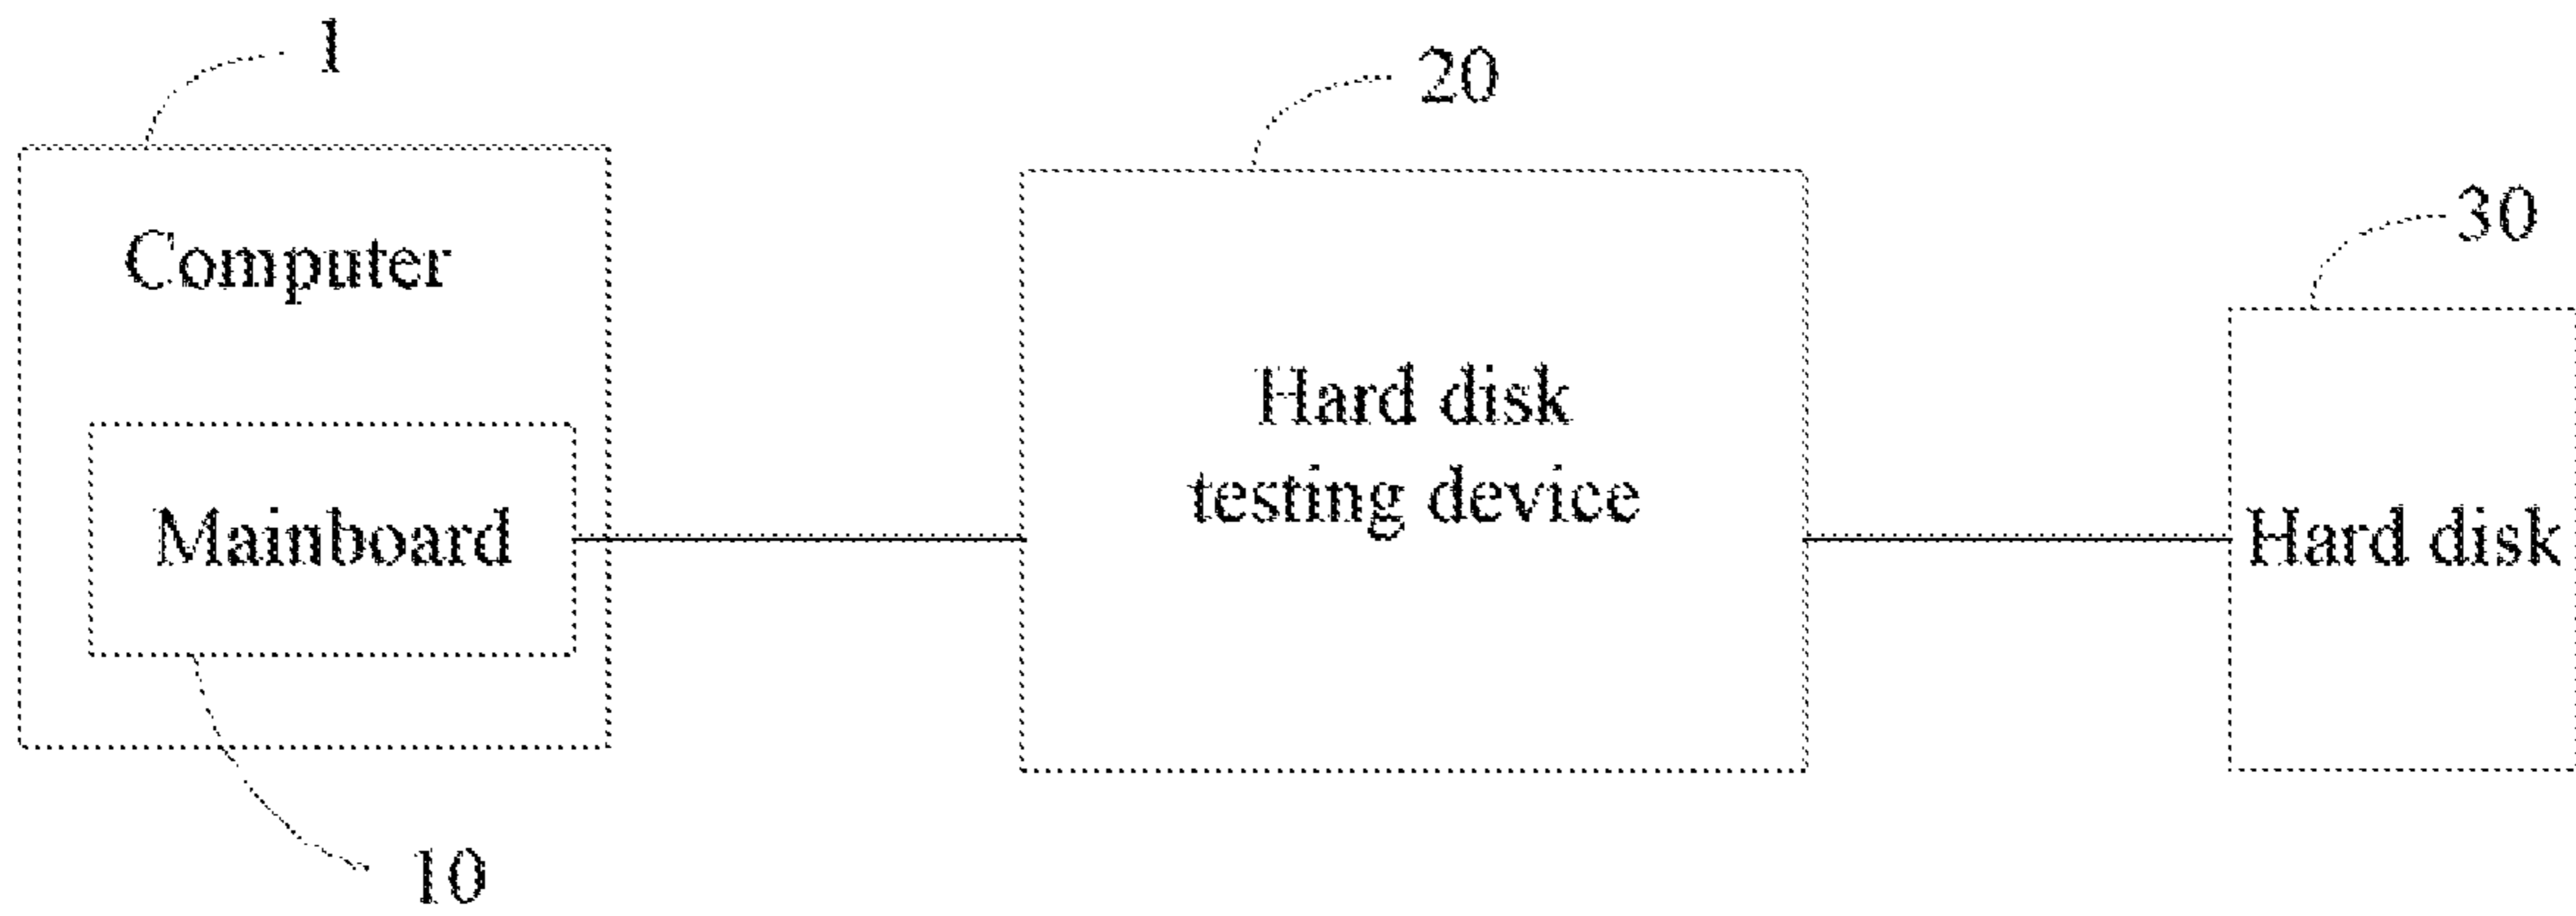 1
20
30
Computer
Hard disk
testing device
Mainboard
Hard disk
10